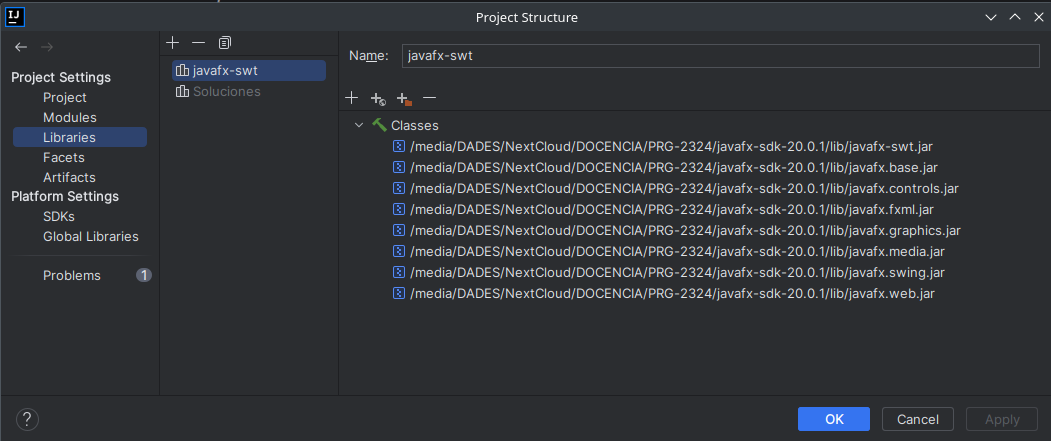 IJ
Project Structure
Project Settings
Project
Modules
Libraries
Facets
Artifacts
Platform Settings
SDKs
Global Libraries
Problems 1
javafx-swt
Soluciones
Name: javafx-swt
Classes
/media/DADES/NextCloud/DOCENCIA/PRG-2324/javafx-sdk-20.0.1/lib/javafx-swt.jar
/media/DADES/NextCloud/DOCENCIA/PRG-2324/javafx-sdk-20.0.1/lib/javafx.base.jar
/media/DADES/NextCloud/DOCENCIA/PRG-2324/javafx-sdk-20.0.1/lib/javafx.controls.jar
/media/DADES/NextCloud/DOCENCIA/PRG-2324/javafx-sdk-20.0.1/lib/javafx.fxml.jar
/media/DADES/NextCloud/DOCENCIA/PRG-2324/javafx-sdk-20.0.1/lib/javafx.graphics.jar
/media/DADES/NextCloud/DOCENCIA/PRG-2324/javafx-sdk-20.0.1/lib/javafx.media.jar
/media/DADES/NextCloud/DOCENCIA/PRG-2324/javafx-sdk-20.0.1/lib/javafx.swing.jar
/media/DADES/NextCloud/DOCENCIA/PRG-2324/javafx-sdk-20.0.1/lib/javafx.web.jar
?
OK Cancel Apply